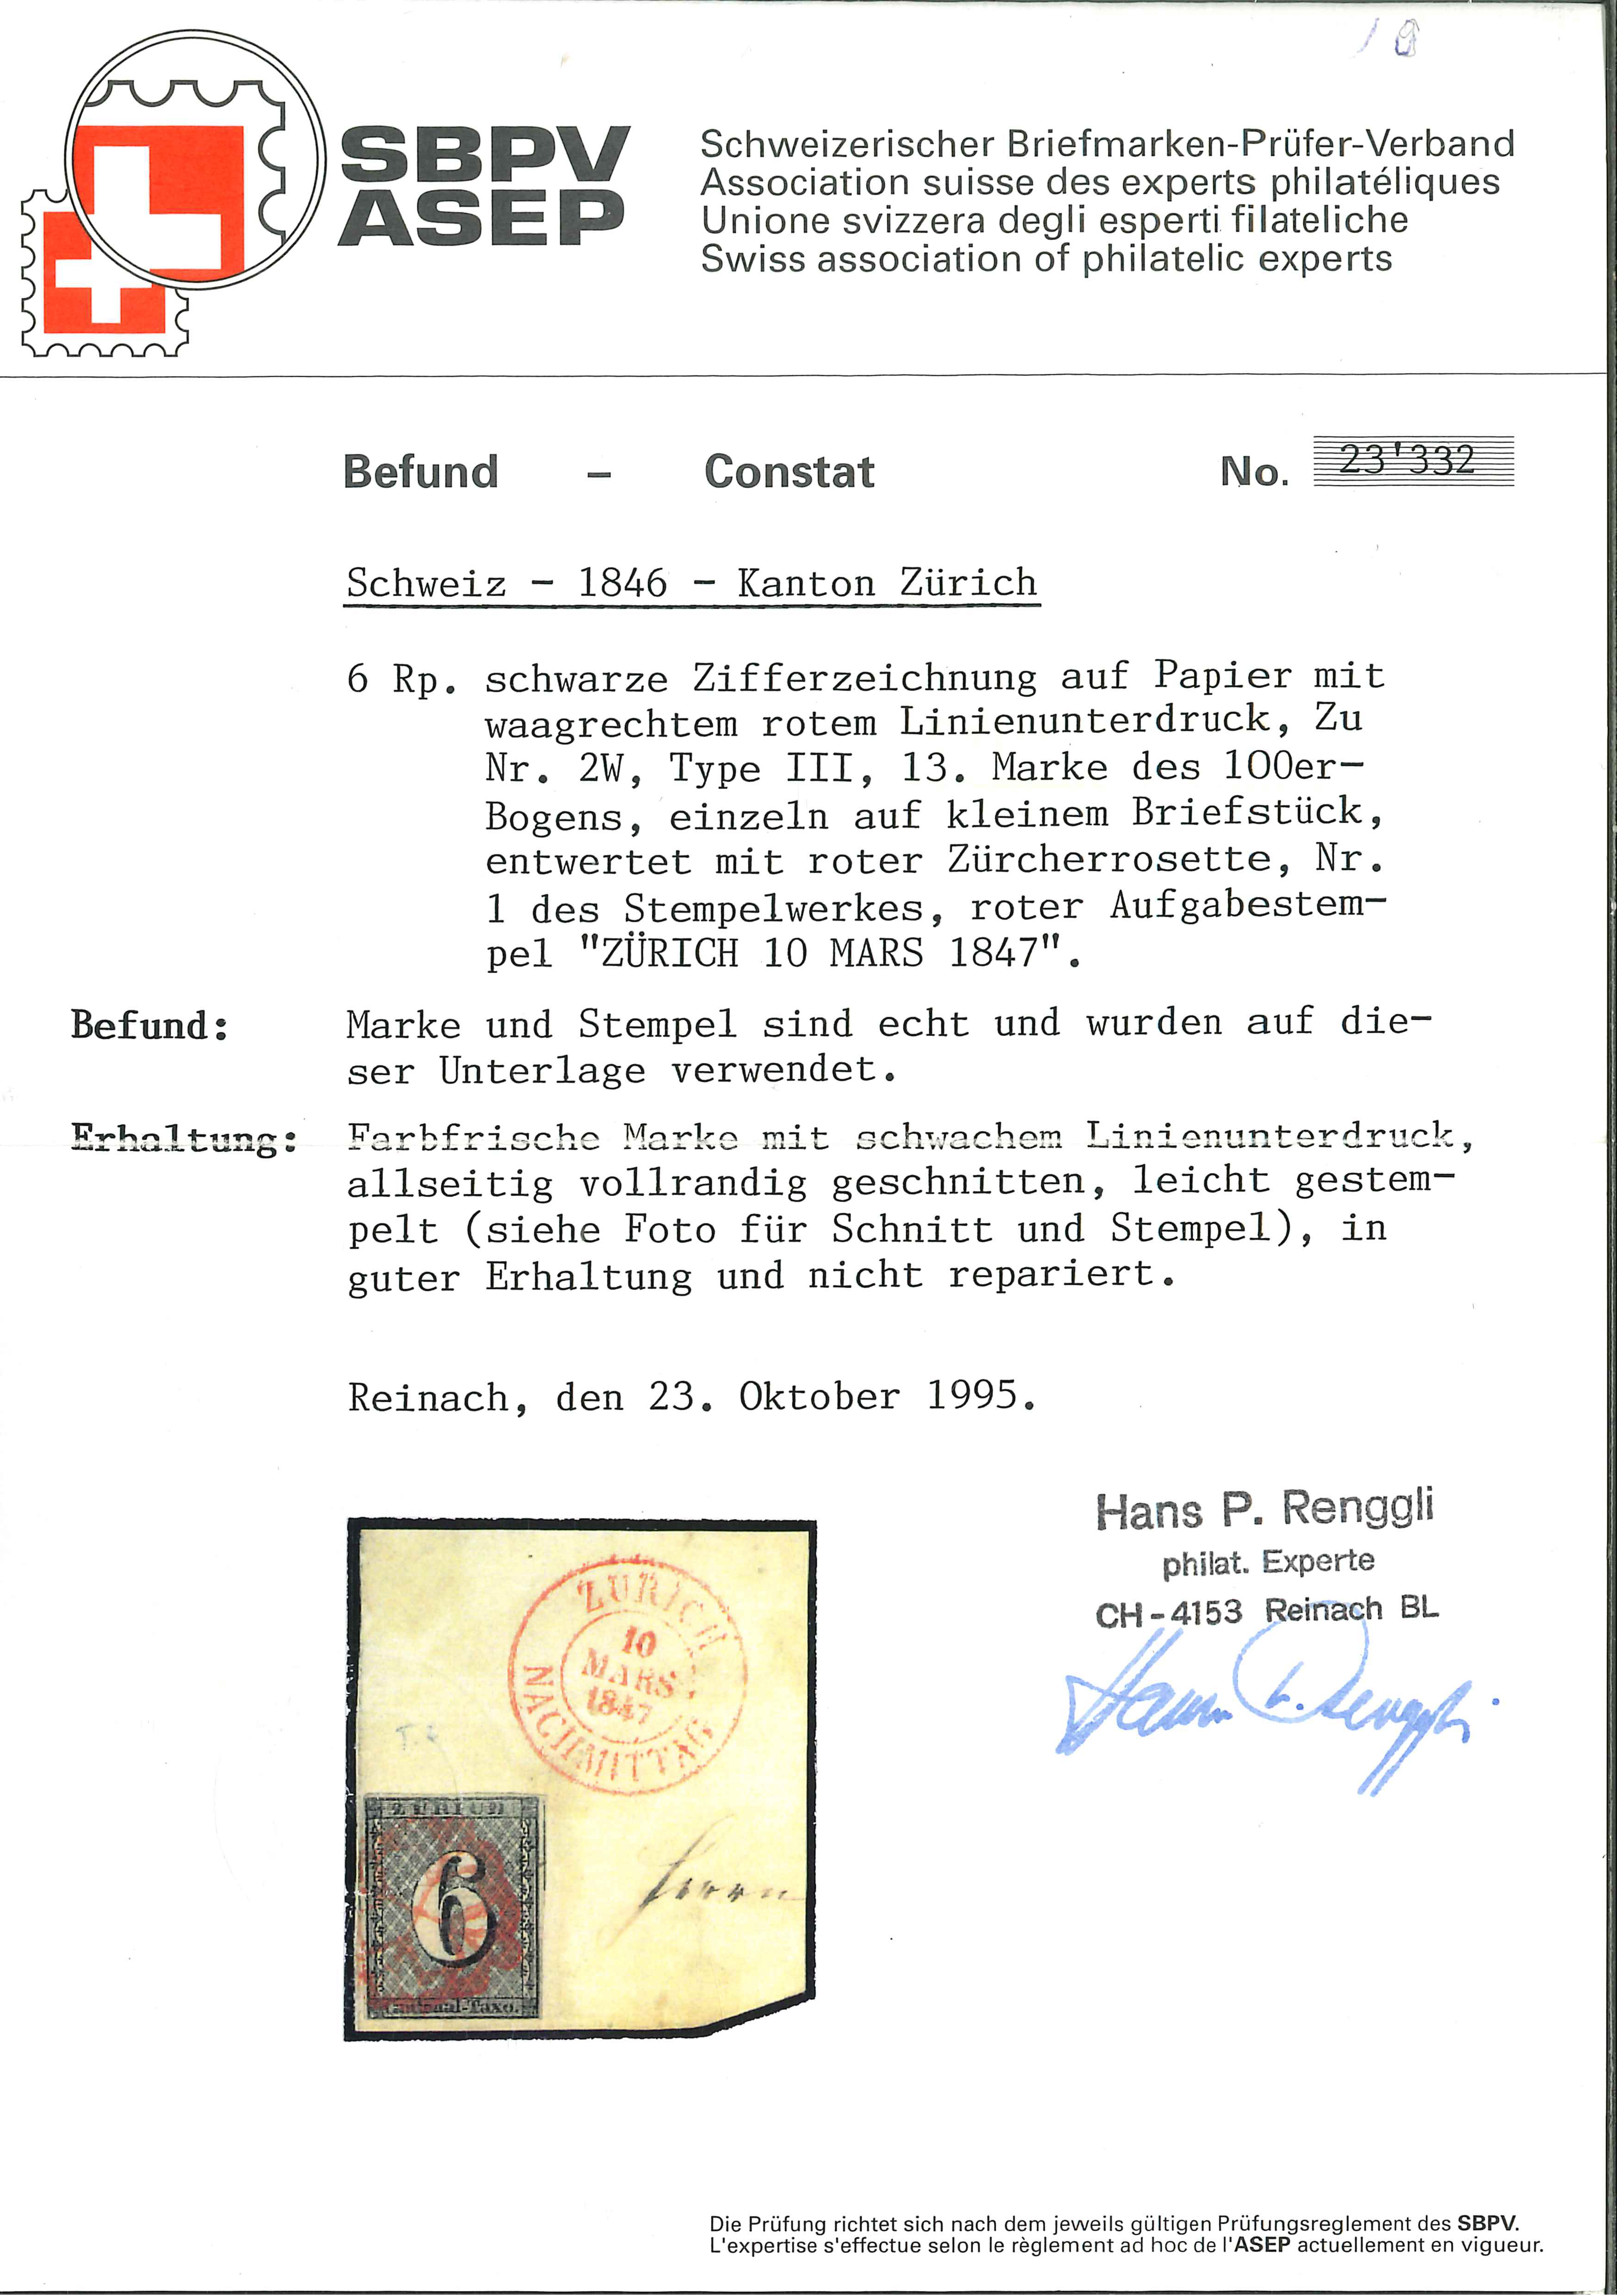 SBPV
ASEP
Schweizerischer Briefmarken-Prüfer-Verband
Association suisse des experts philatéliques
Unione svizzera degli esperti filateliche
Swiss association of philatelic experts
Befund – Constat No. 23'332
Schweiz – 1846 – Kanton Zürich
6 Rp. schwarze Zifferzeichnung auf Papier mit
waagrechtem rotem Linienunterdruck, Zu
Nr. 2W, Type III, 13. Marke des 100er-
Bogens, einzeln auf kleinem Briefstück,
entwertet mit roter Zürcherrosette, Nr.
1 des Stempelwerkes, roter Aufgabestem-
pel "ZÜRICH 10 MARS 1847".
Befund: Marke und Stempel sind echt und wurden auf die-
ser Unterlage verwendet.
Erhaltung: Farbfrische Marke mit schwachem Linienunterdruck,
allseitig vollrandig geschnitten, leicht gestem-
pelt (siehe Foto für Schnitt und Stempel), in
guter Erhaltung und nicht repariert.
Reinach, den 23. Oktober 1995.
Hans P. Renggli
philat. Experte
CH-4153 Reinach BL
Hans P. Renggli
ZURICH
10
MARS
1847
NACHMITTAG
Herrn
ZÜRICH
6
Cantonal-Taxe.
Die Prüfung richtet sich nach dem jeweils gültigen Prüfungsreglement des SBPV.
L'expertise s'effectue selon le règlement ad hoc de l'ASEP actuellement en vigueur.